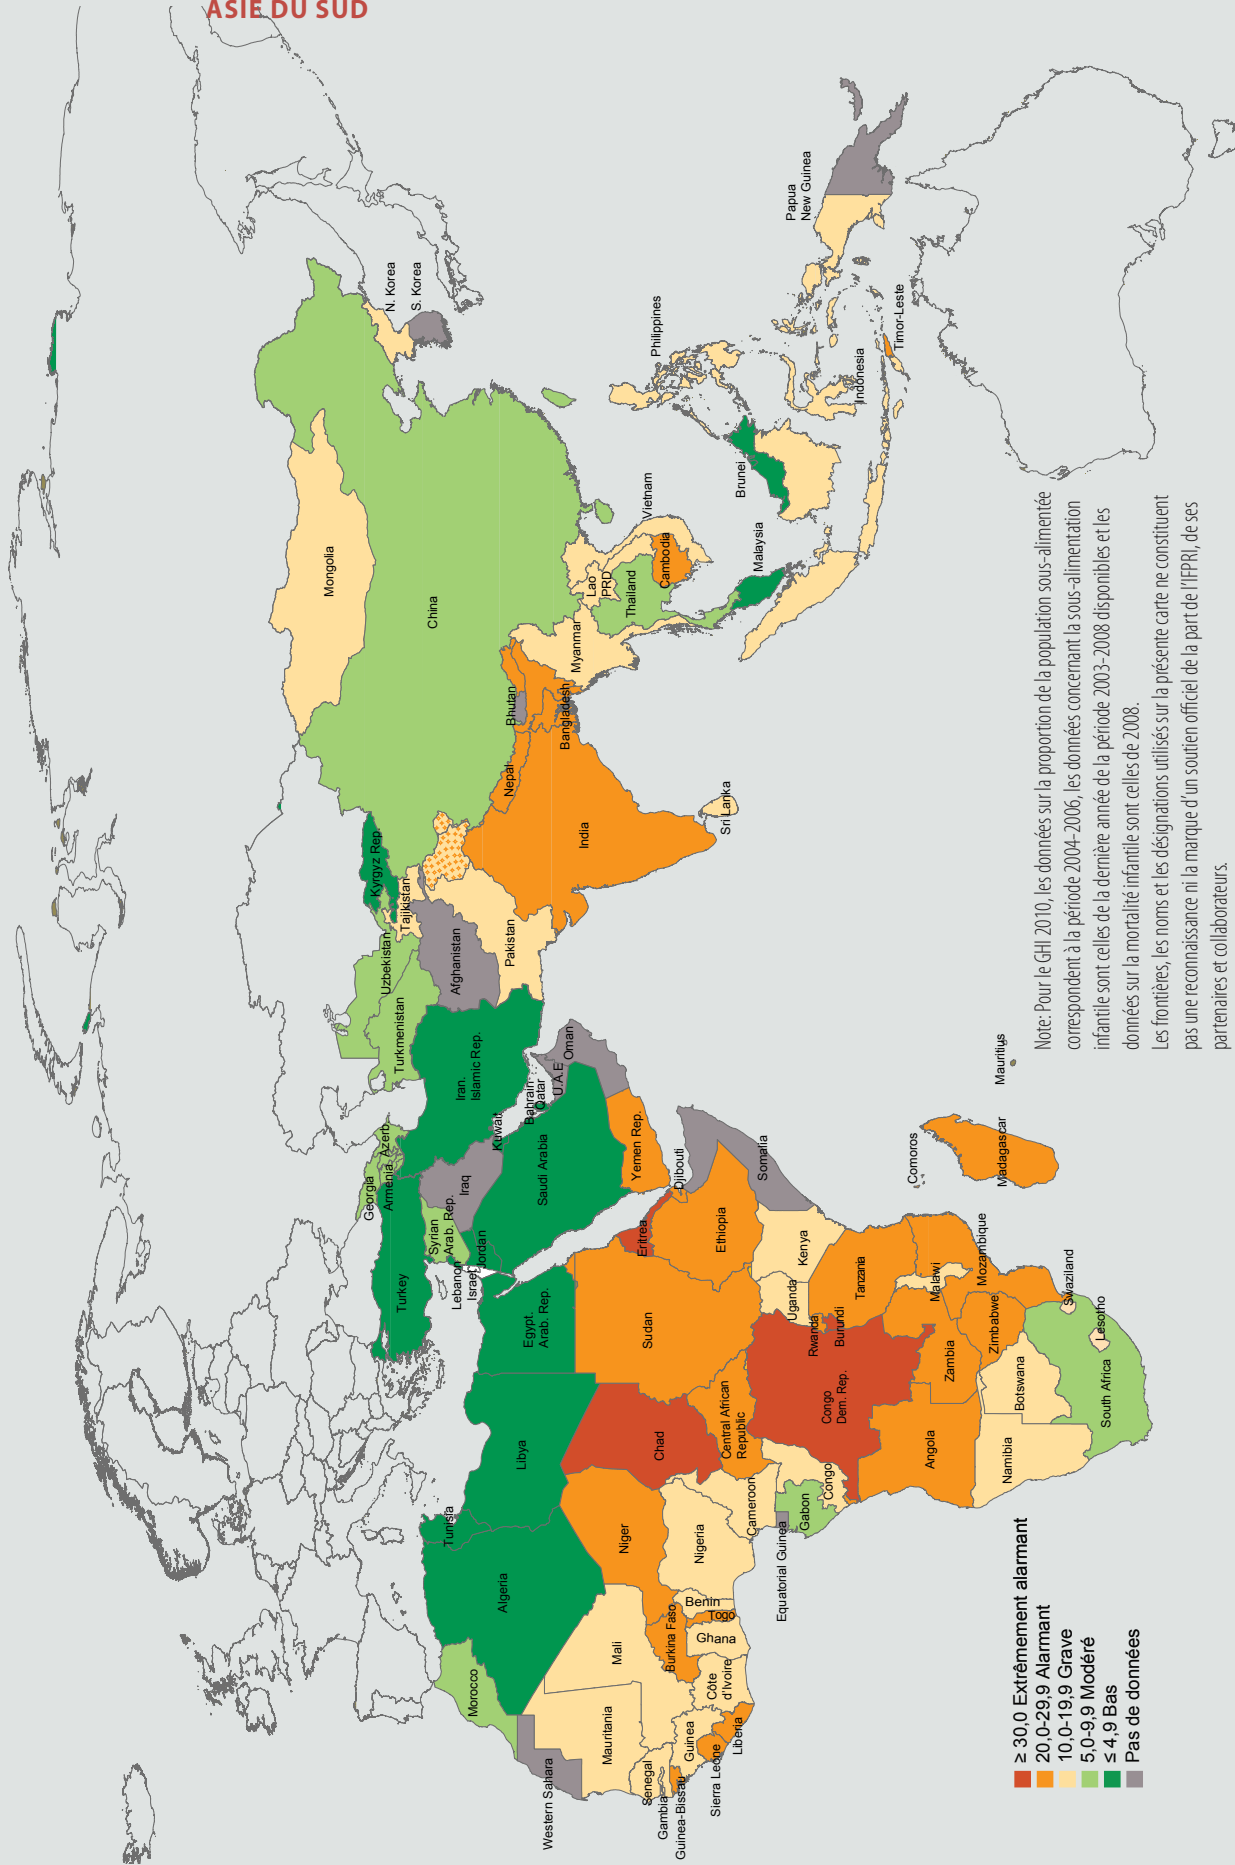 ASIE DU SUD
Mongolia
China
N. Korea
S. Korea
Kyrgyz Rep.
Tajikistan
Uzbekistan
Turkmenistan
Afghanistan
Pakistan
India
Nepal
Bhutan
Bangladesh
Sri Lanka
Myanmar
Lao
PRD
Thailand
Vietnam
Cambodia
Malaysia
Brunei
Philippines
Indonesia
Timor-Leste
Papua
New Guinea
Georgia
Armenia
Azerb.
Turkey
Syrian
Arab. Rep.
Lebanon
Israel
Jordan
Iraq
Kuwait
Iran.
Islamic Rep.
Bahrain
Qatar
U.A.E
Oman
Saudi Arabia
Yemen Rep.
Morocco
Algeria
Tunisia
Libya
Egypt.
Arab. Rep.
Western Sahara
Mauritania
Mali
Niger
Chad
Sudan
Eritrea
Djibouti
Ethiopia
Somalia
Senegal
Gambia
Guinea-Bissau
Guinea
Sierra Leone
Liberia
Côte
d'Ivoire
Burkina Faso
Ghana
Togo
Benin
Nigeria
Cameroon
Central African
Republic
Equatorial Guinea
Gabon
Congo
Congo
Dem. Rep.
Uganda
Kenya
Rwanda
Burundi
Tanzania
Angola
Zambia
Malawi
Mozambique
Zimbabwe
Namibia
Botswana
South Africa
Swaziland
Lesotho
Comoros
Madagascar
Mauritius
≥ 30,0 Extrêmement alarmant
20,0-29,9 Alarmant
10,0-19,9 Grave
5,0-9,9 Modéré
≤ 4,9 Bas
Pas de données
Note: Pour le GHI 2010, les données sur la proportion de la population sous-alimentée
correspondent à la période 2004-2006, les données concernant la sous-alimentation
infantile sont celles de la dernière année de la période 2003-2008 disponibles et les
données sur la mortalité infantile sont celles de 2008.
Les frontières, les noms et les désignations utilisés sur la présente carte ne constituent
pas une reconnaissance ni la marque d'un soutien officiel de la part de l'IFPRI, de ses
partenaires et collaborateurs.